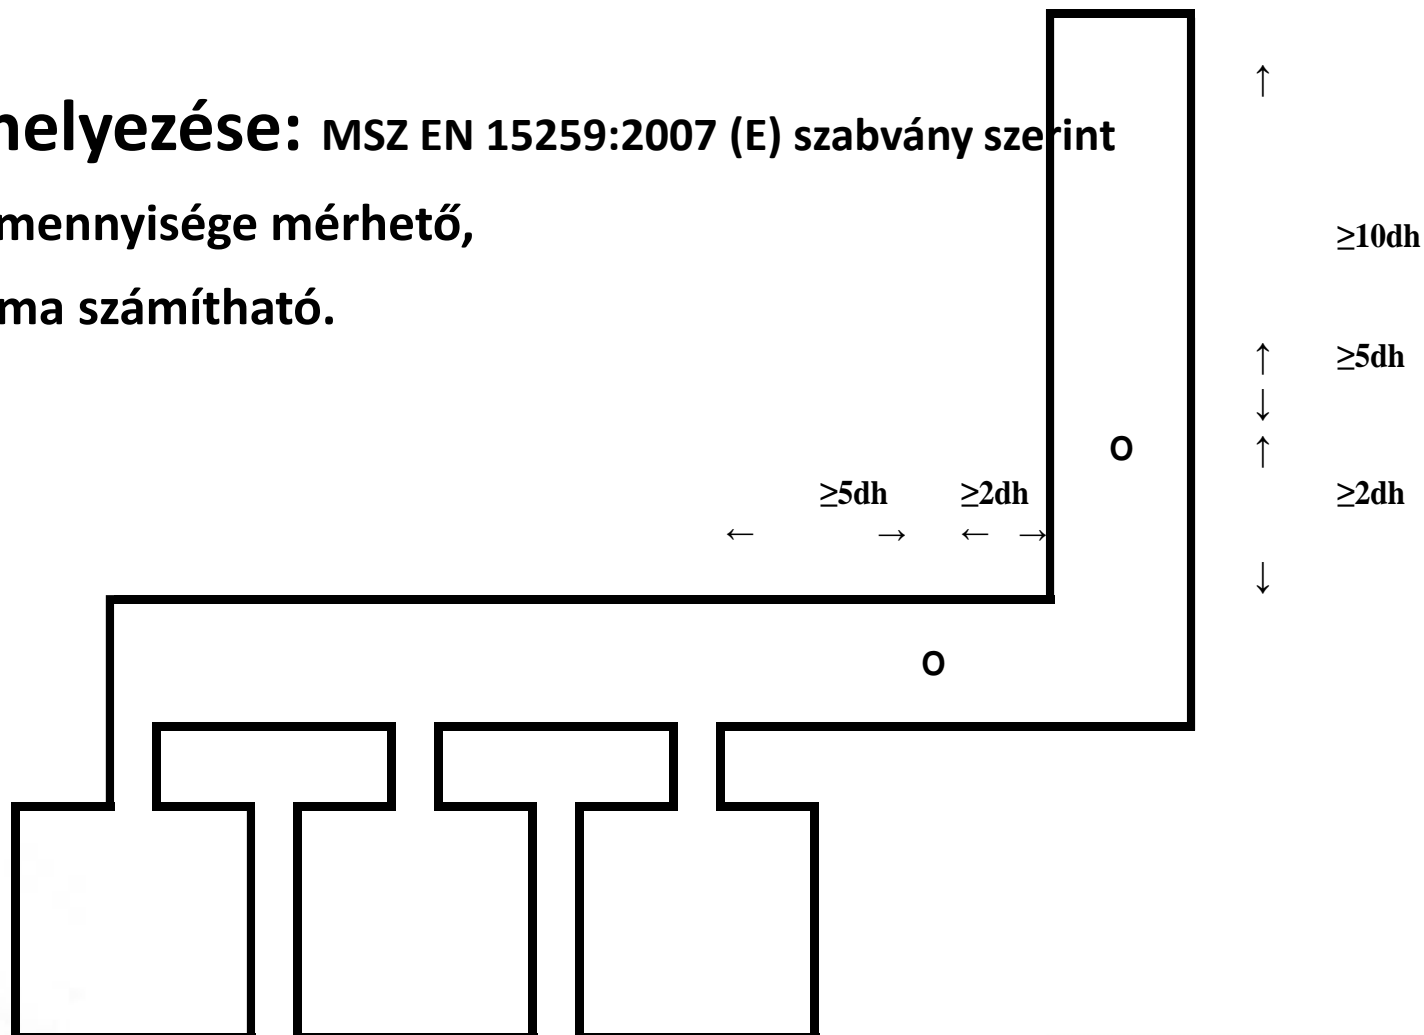 helyezése: MSZ EN 15259:2007 (E) szabvány szerint
mennyisége mérhető,
ma számítható.
↑
≥10dh
↑ ≥5dh
↓
O ↑
≥5dh ≥2dh ≥2dh
← → ← →
↓
O